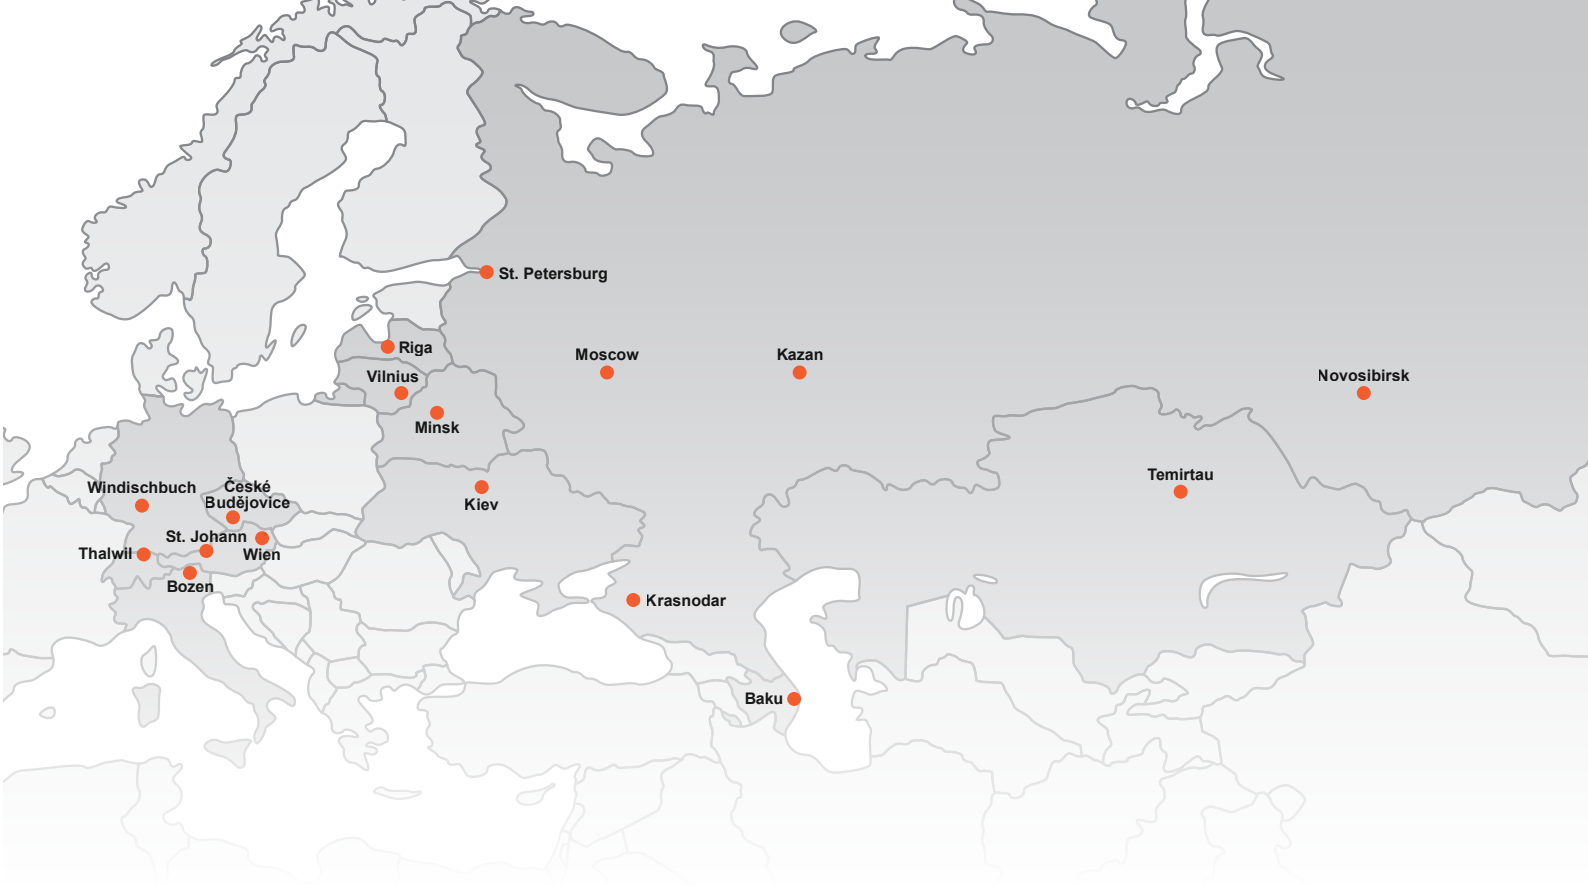 St. Petersburg
Riga
Moscow
Kazan
Vilnius
Novosibirsk
Minsk
Temirtau
Windischbuch
České
Budějovice
Kiev
St. Johann
Thalwil
Wien
Bozen
Krasnodar
Baku